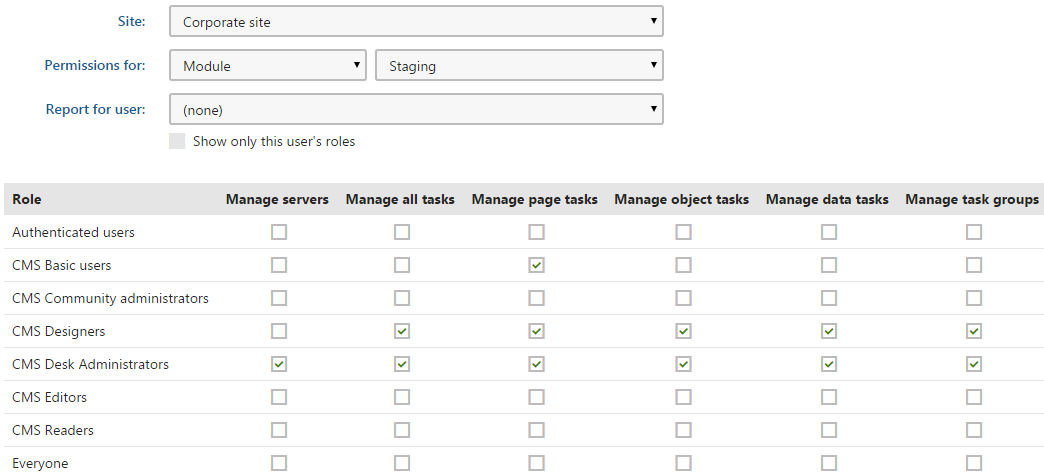 Site: Corporate site
Permissions for: Module Staging
Report for user: (none)
Show only this user's roles
Role Manage servers Manage all tasks Manage page tasks Manage object tasks Manage data tasks Manage task groups
Authenticated users
CMS Basic users
CMS Community administrators
CMS Designers
CMS Desk Administrators
CMS Editors
CMS Readers
Everyone